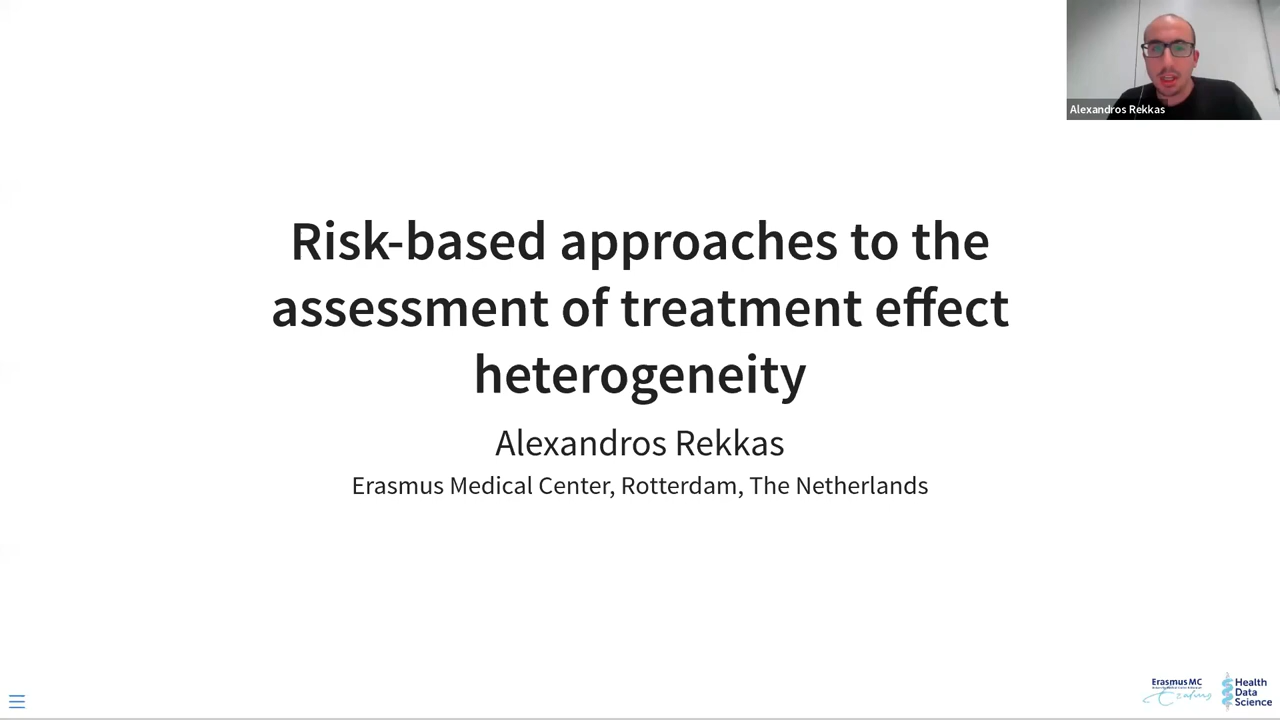 Alexandros Rekkas
Risk-based approaches to the
assessment of treatment effect
heterogeneity
Alexandros Rekkas
Erasmus Medical Center, Rotterdam, The Netherlands
Erasmus MC
Erasmus
Health
Data
Science